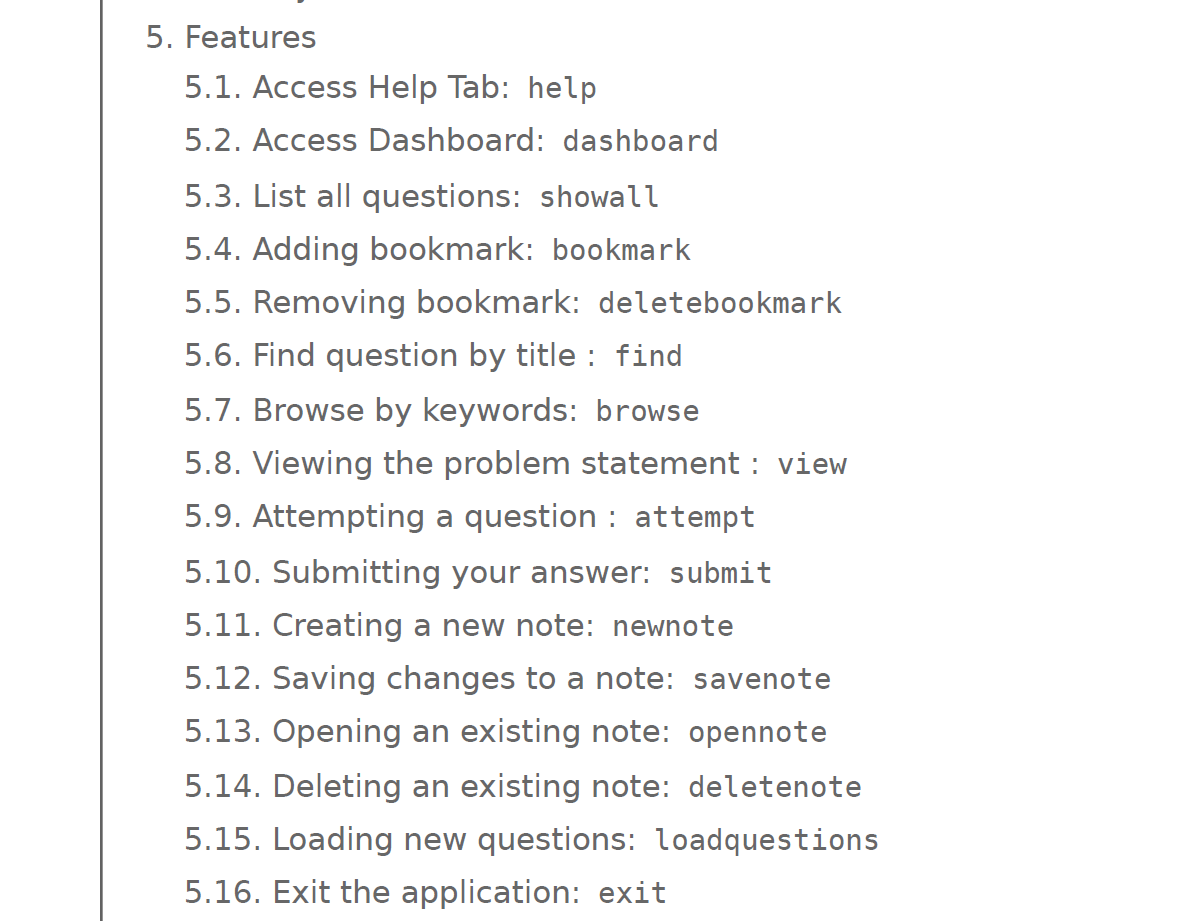 5. Features
5.1. Access Help Tab: help
5.2. Access Dashboard: dashboard
5.3. List all questions: showall
5.4. Adding bookmark: bookmark
5.5. Removing bookmark: deletebookmark
5.6. Find question by title : find
5.7. Browse by keywords: browse
5.8. Viewing the problem statement : view
5.9. Attempting a question : attempt
5.10. Submitting your answer: submit
5.11. Creating a new note: newnote
5.12. Saving changes to a note: savenote
5.13. Opening an existing note: opennote
5.14. Deleting an existing note: deletenote
5.15. Loading new questions: loadquestions
5.16. Exit the application: exit